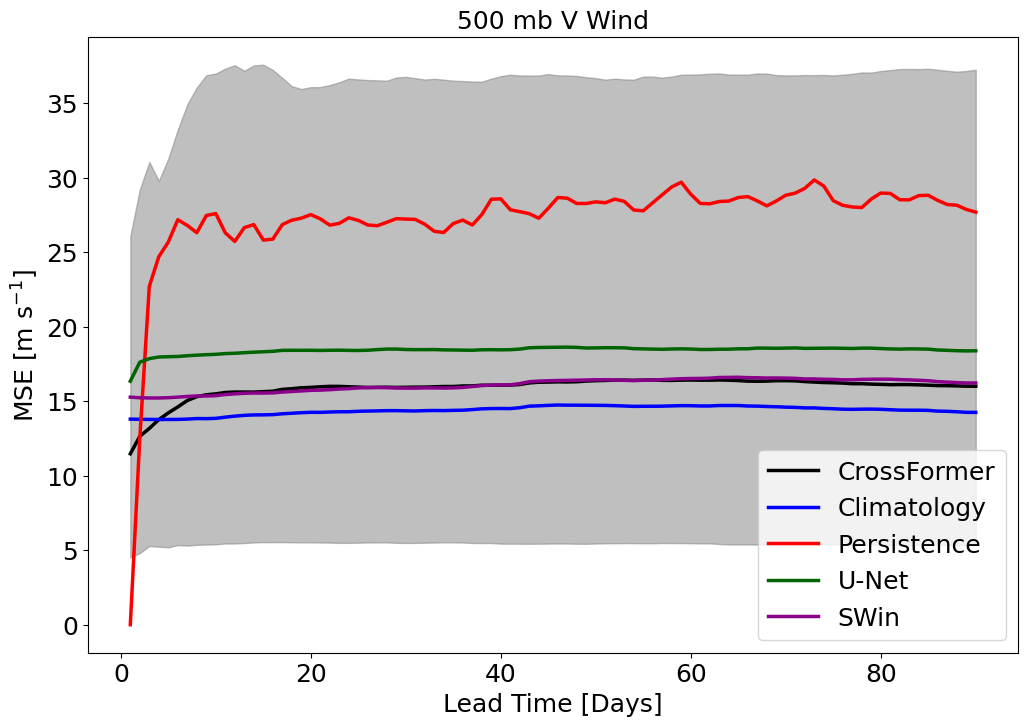 500 mb V Wind
MSE [m s⁻¹]
35
30
25
20
15
10
5
0
0 20 40 60 80
Lead Time [Days]
CrossFormer
Climatology
Persistence
U-Net
SWin